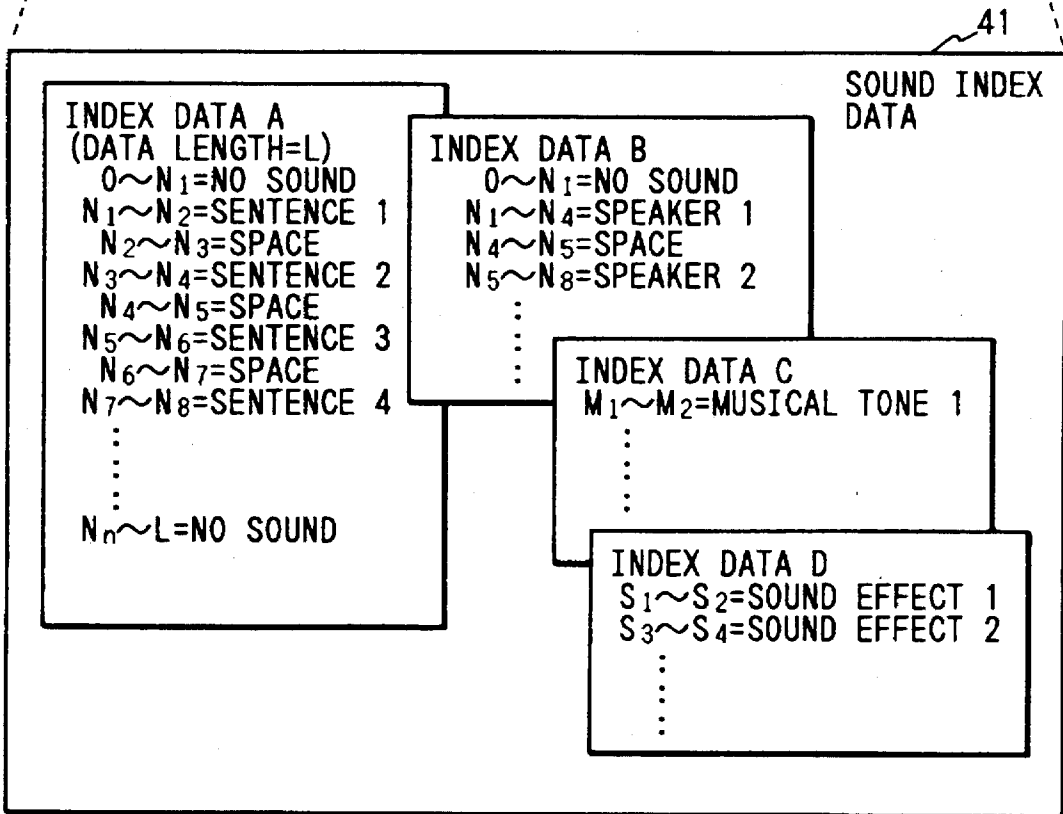 41
SOUND INDEX
DATA
INDEX DATA A
(DATA LENGTH=L)
0～N1=NO SOUND
N1～N2=SENTENCE 1
N2～N3=SPACE
N3～N4=SENTENCE 2
N4～N5=SPACE
N5～N6=SENTENCE 3
N6～N7=SPACE
N7～N8=SENTENCE 4
Nn～L=NO SOUND
INDEX DATA B
0～N1=NO SOUND
N1～N4=SPEAKER 1
N4～N5=SPACE
N5～N8=SPEAKER 2
INDEX DATA C
M1～M2=MUSICAL TONE 1
INDEX DATA D
S1～S2=SOUND EFFECT 1
S3～S4=SOUND EFFECT 2